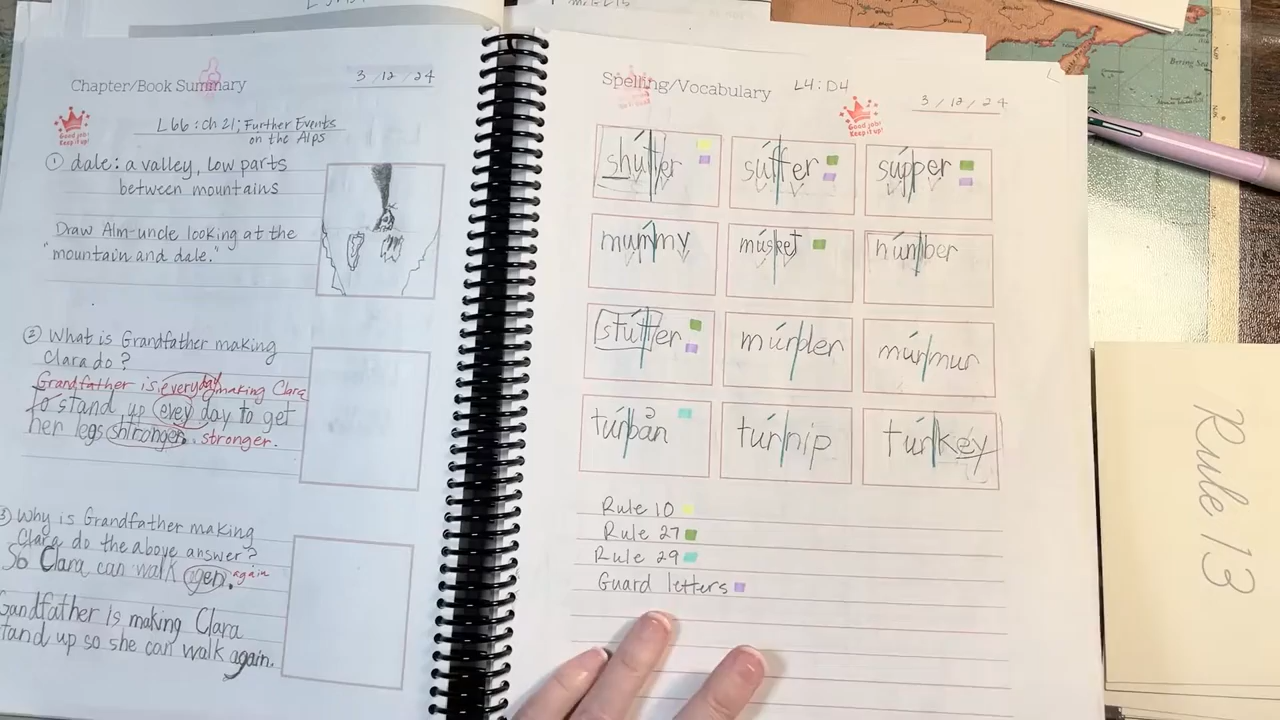 Chapter/Book Summary
3/12/24
Good job!
Keep it up!
ch 21: Further Events
on the Alps
① dale: a valley, low areas
between mountains
Draw Alm-uncle looking at the
mountain and dale.
② What is Grandfather making
Clara do?
Grandfather is everyday making Clara
to stand up evey day to get
her legs shtronger. stronger.
③ Why is Grandfather making
Clara do the above answer?
So Clara can walk agen. again
Grandfather is making Clara
stand up so she can walk again.
Spelling/Vocabulary
L4:D4
3/12/24
Good job!
Keep it up!
shutter
suffer
supper
mummy
musket
number
stutter
murder
murmur
turban
2
turnip
turkey
Rule 10
Rule 27
Rule 29
Guard letters
Rule 13
Bering Sea